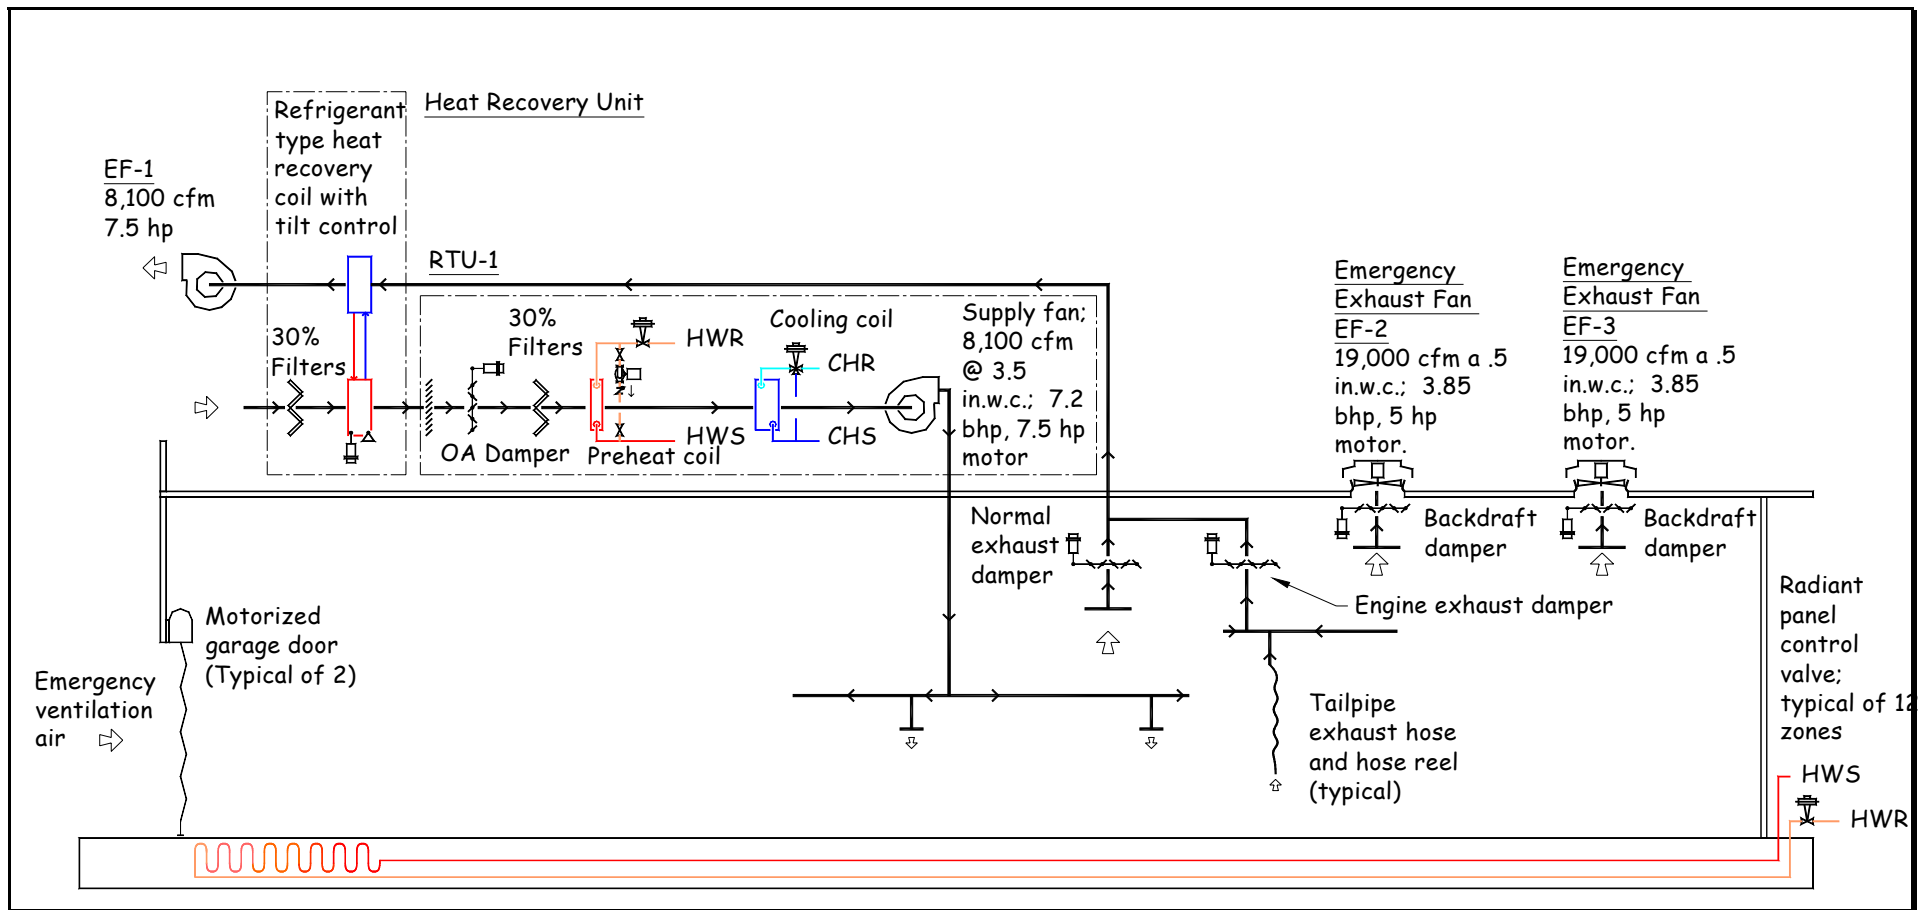 Refrigerant
type heat
recovery
coil with
tilt control
Heat Recovery Unit
EF-1
8,100 cfm
7.5 hp
RTU-1
30%
Filters
30%
Filters
HWR
HWS
OA Damper
Preheat coil
Cooling coil
CHR
CHS
Supply fan;
8,100 cfm
@ 3.5
in.w.c.; 7.2
bhp, 7.5 hp
motor
Emergency
Exhaust Fan
EF-2
19,000 cfm a .5
in.w.c.; 3.85
bhp, 5 hp
motor.
Emergency
Exhaust Fan
EF-3
19,000 cfm a .5
in.w.c.; 3.85
bhp, 5 hp
motor.
Normal
exhaust
damper
Backdraft
damper
Backdraft
damper
Engine exhaust damper
Motorized
garage door
(Typical of 2)
Emergency
ventilation
air
Tailpipe
exhaust hose
and hose reel
(typical)
Radiant
panel
control
valve;
typical of 12
zones
HWS
HWR